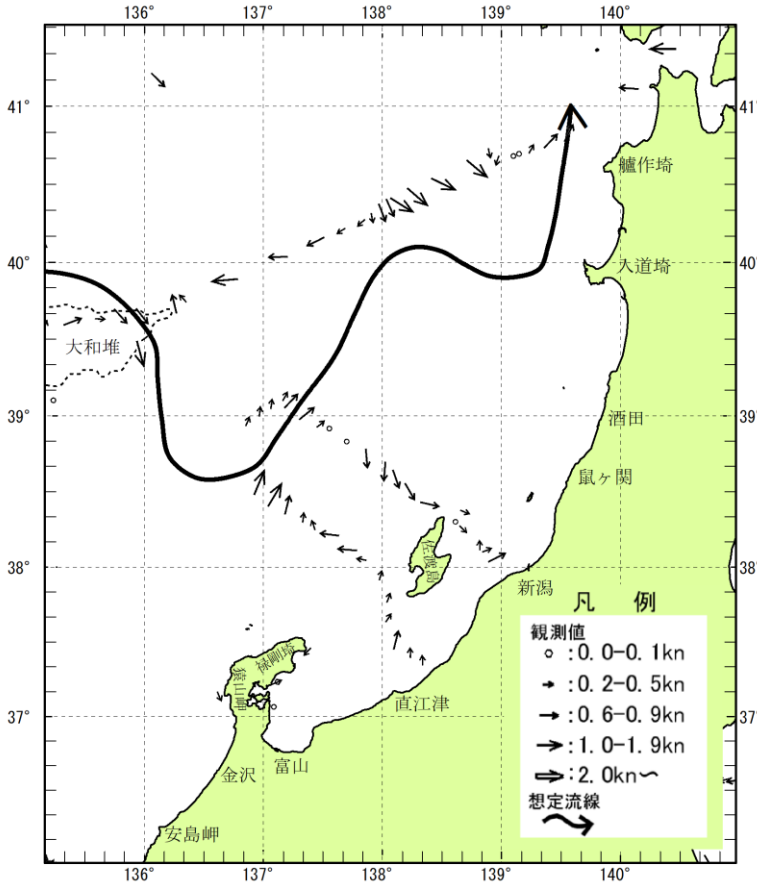 136° 137° 138° 139° 140°
41° 41°
艫作埼
40° 入道埼 40°
大和堆
39° 39°
酒田
鼠ヶ関
佐渡島
38° 38°
新潟
凡 例
観測値
:0.0-0.1kn
:0.2-0.5kn
:0.6-0.9kn
:1.0-1.9kn
:2.0kn~
想定流線
禄剛埼
猿山岬
37° 37°
直江津
富山
金沢
安島岬
136° 137° 138° 139° 140°